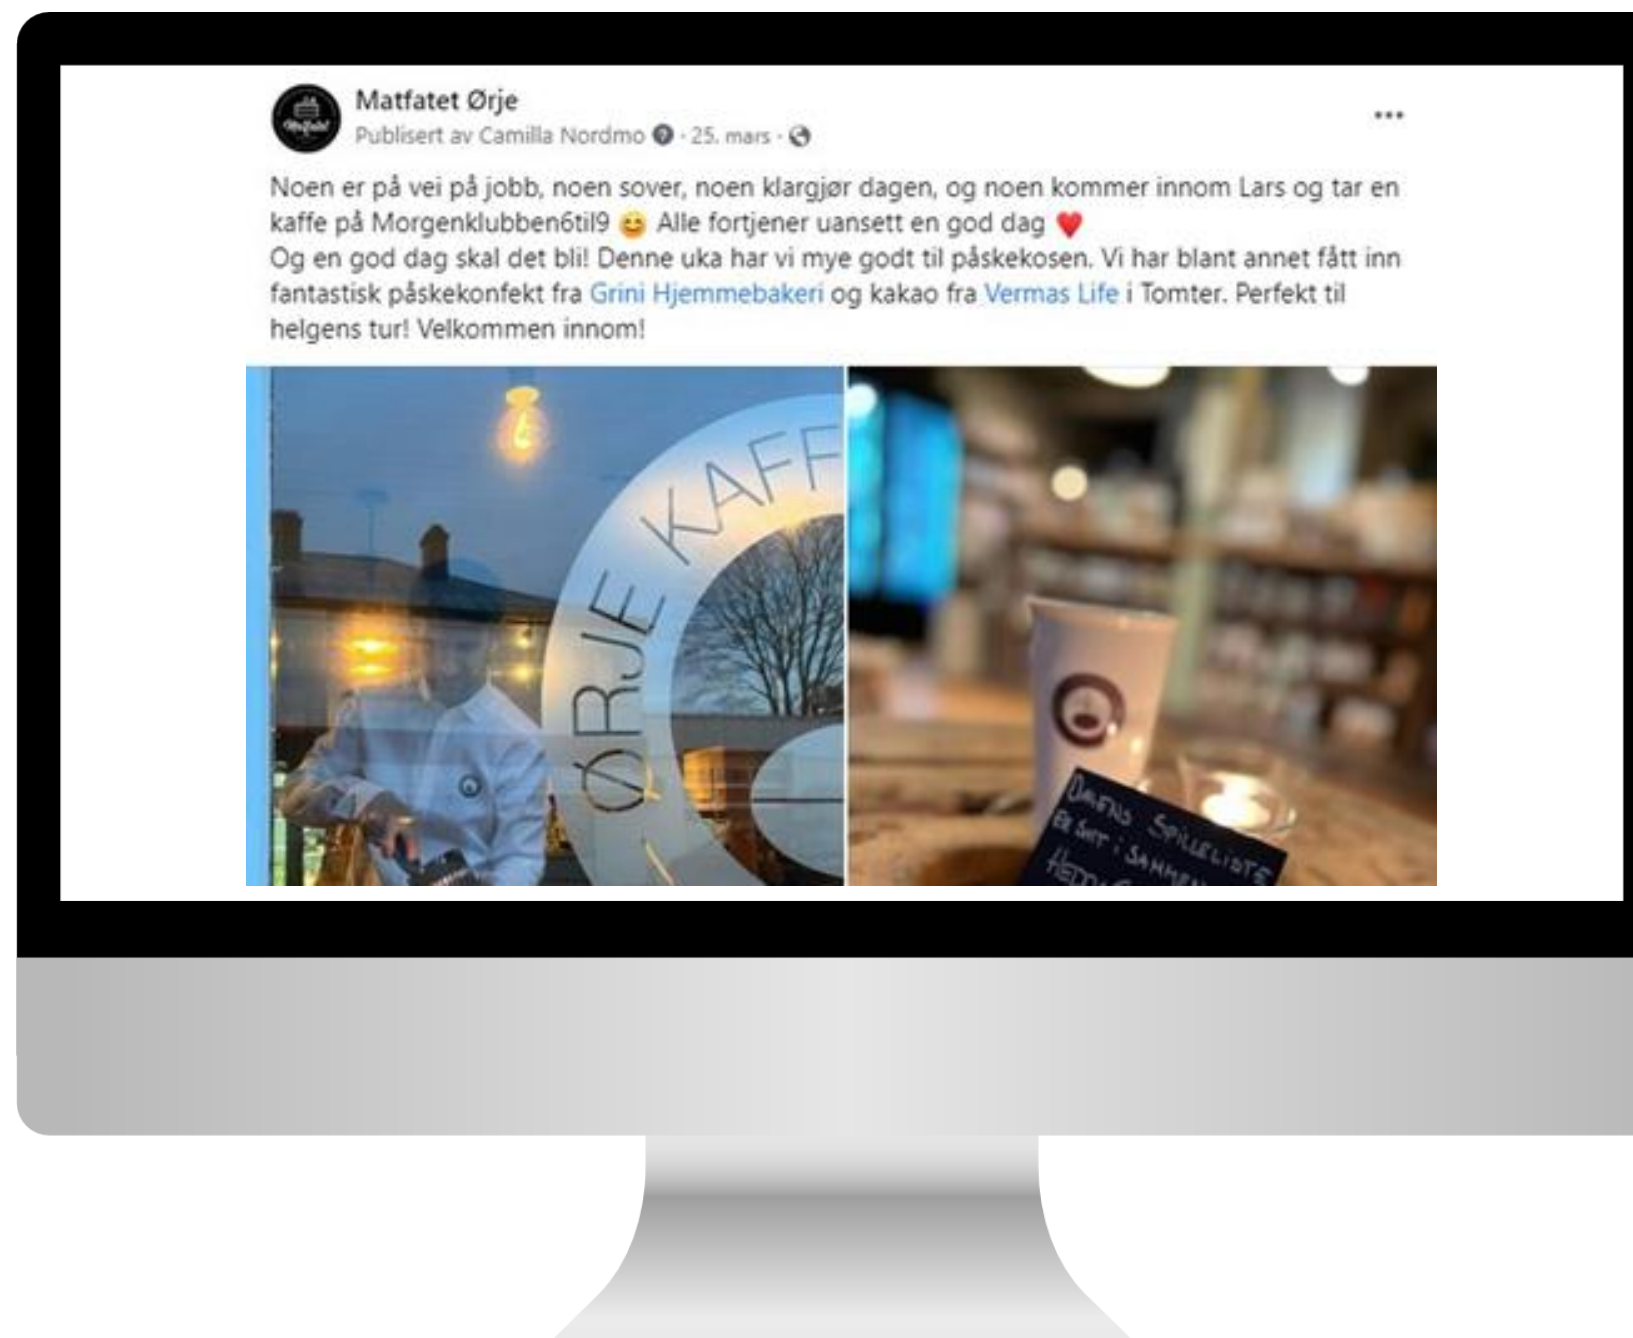 Matfatet Ørje
Publisert av Camilla Nordmo · 25. mars ·
Noen er på vei på jobb, noen sover, noen klargjør dagen, og noen kommer innom Lars og tar en
kaffe på Morgenklubben6til9 😊 Alle fortjener uansett en god dag ❤️
Og en god dag skal det bli! Denne uka har vi mye godt til påskekosen. Vi har blant annet fått inn
fantastisk påskekonfekt fra Grini Hjemmebakeri og kakao fra Vermas Life i Tomter. Perfekt til
helgens tur! Velkommen innom!
ØRJE KAFF
DAGENS SPILLELISTE
ER SATT I SAMMEN